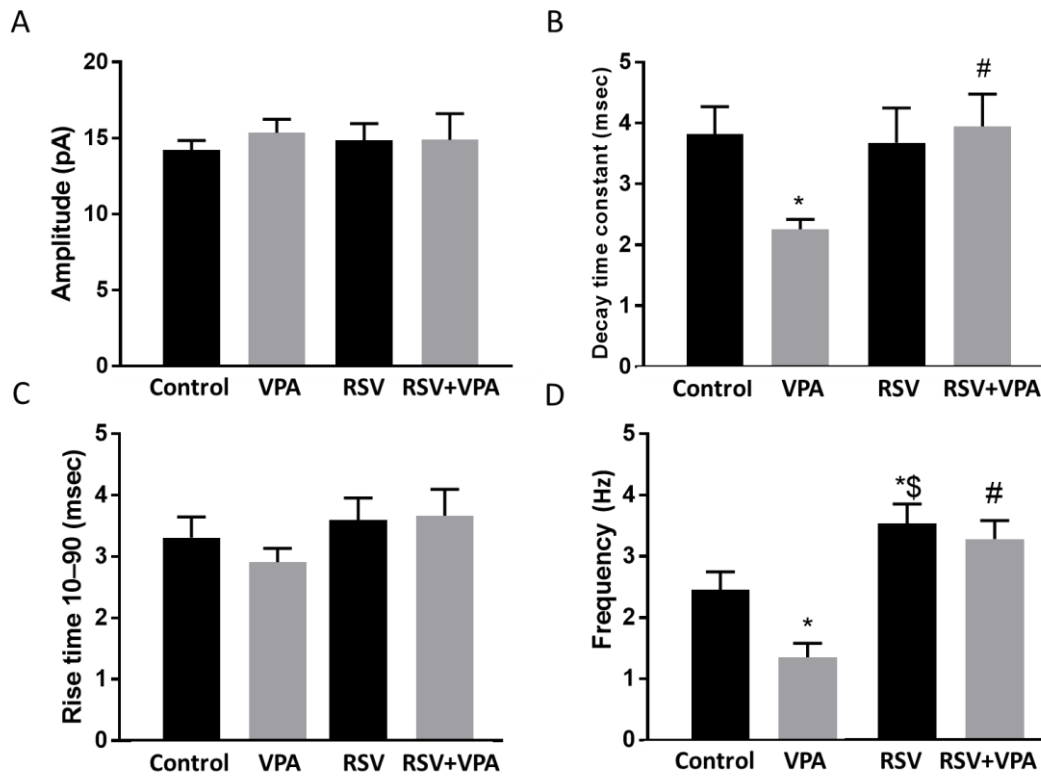 A
Amplitude (pA)
20
15
10
5
0
Control VPA RSV RSV+VPA
B
Decay time constant (msec)
5
4
3
2
1
0
*
#
Control VPA RSV RSV+VPA
C
Rise time 10–90 (msec)
5
4
3
2
1
0
Control VPA RSV RSV+VPA
D
Frequency (Hz)
5
4
3
2
1
0
*
*$
#
Control VPA RSV RSV+VPA